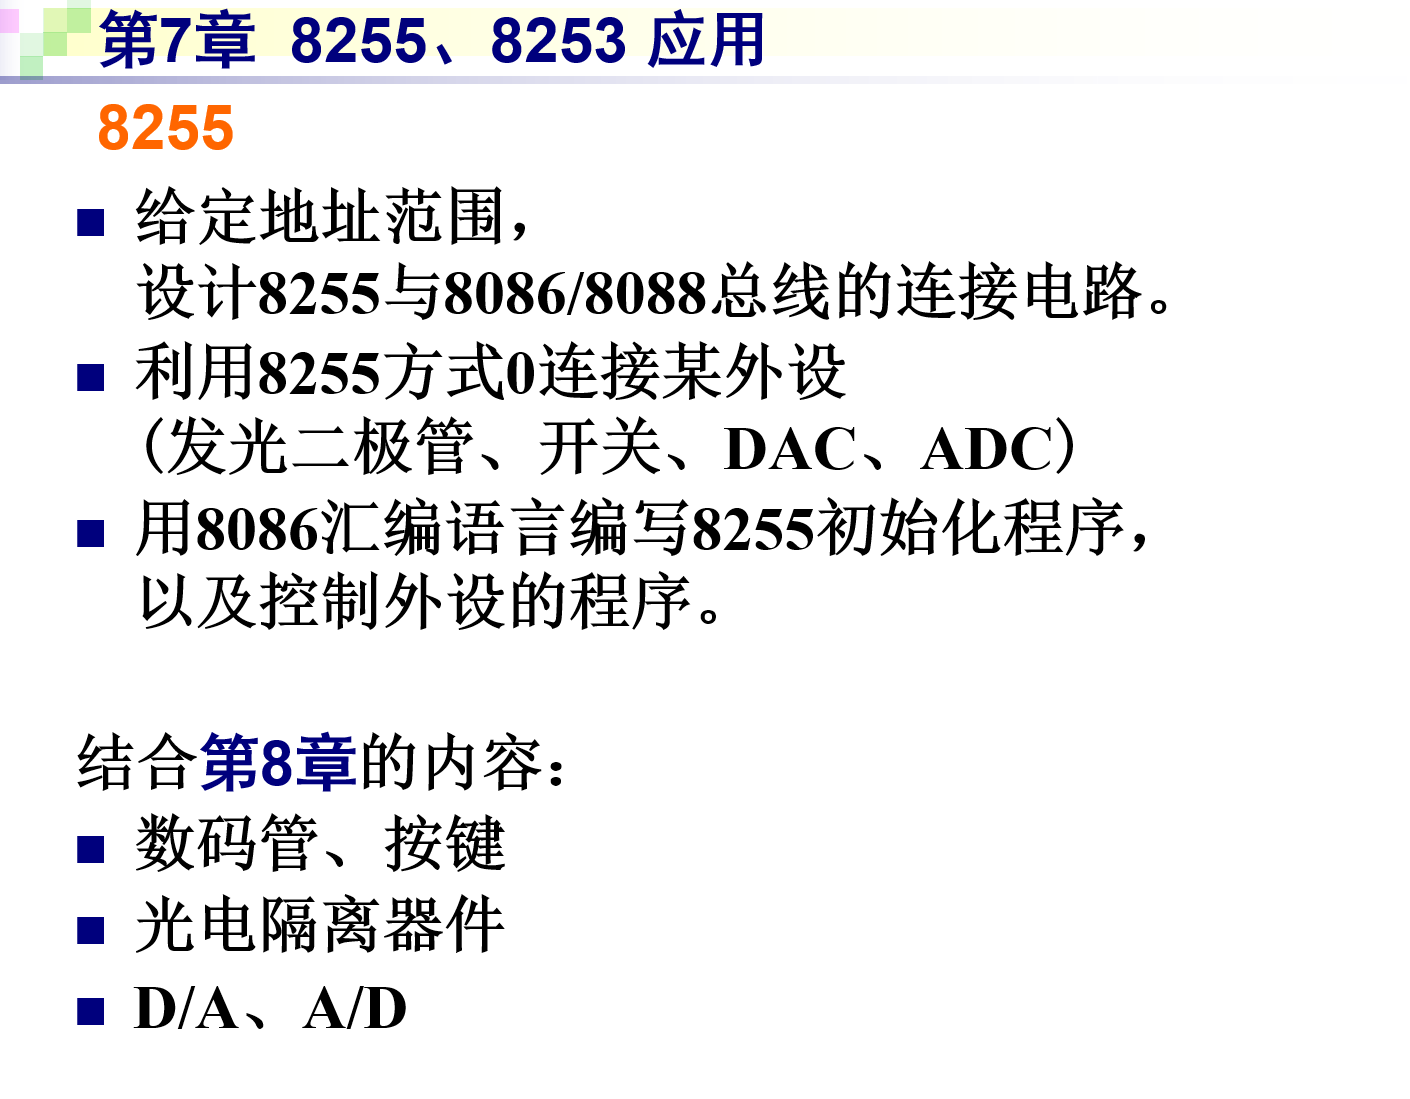 第7章 8255、8253 应用
8255
给定地址范围，
设计8255与8086/8088总线的连接电路。
利用8255方式0连接某外设
(发光二极管、开关、DAC、ADC)
用8086汇编语言编写8255初始化程序，
以及控制外设的程序。
结合第8章的内容：
数码管、按键
光电隔离器件
D/A、A/D